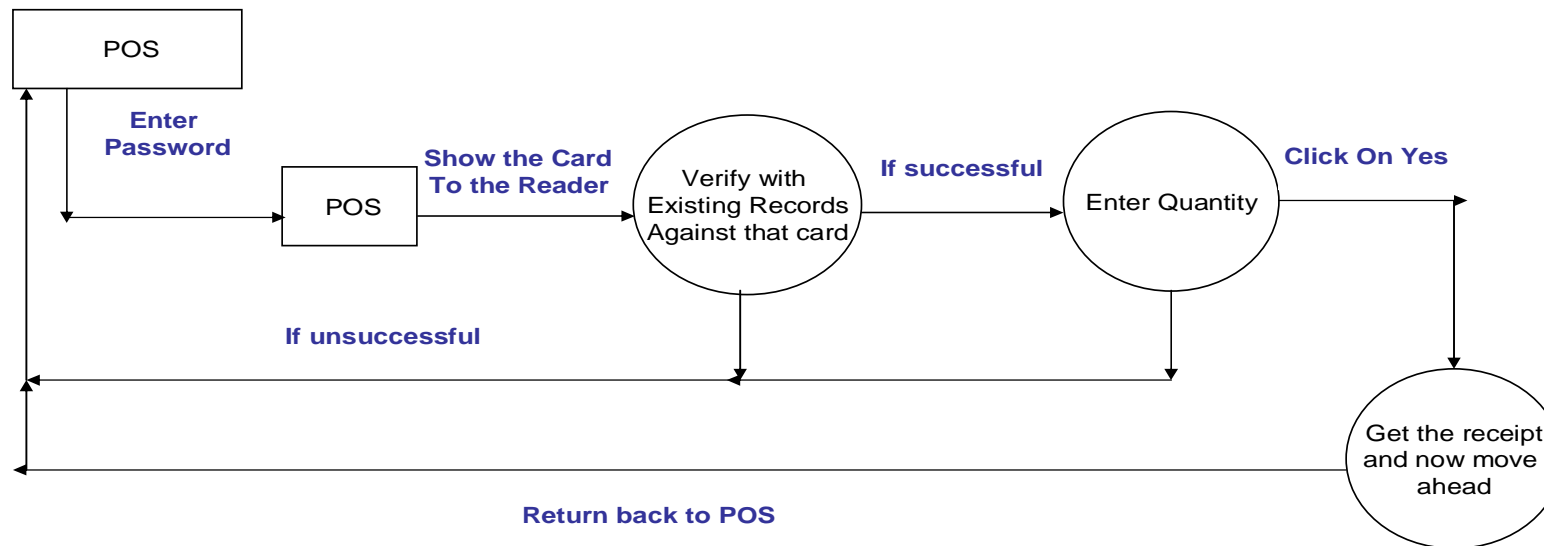 POS
Enter
Password
Show the Card
To the Reader
POS
Verify with
Existing Records
Against that card
If successful
Enter Quantity
Click On Yes
If unsuccessful
Get the receipt
and now move
ahead
Return back to POS